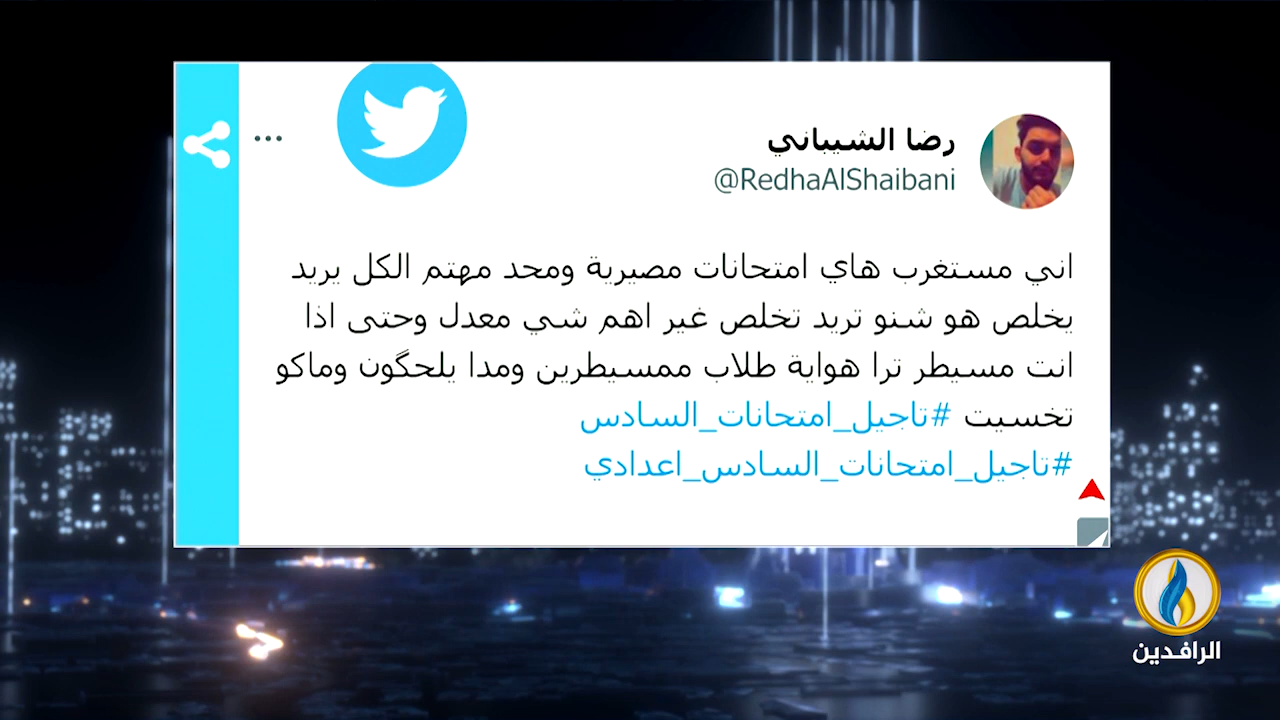 رضا الشيباني
@RedhaAlShaibani
اني مستغرب هاي امتحانات مصيرية ومحد مهتم الكل يريد
يخلص هو شنو تريد تخلص غير اهم شي معدل وحتى اذا
انت مسيطر ترا هواية طلاب ممسيطرين ومدا يلحگون وماكو
تخسيت #تاجيل_امتحانات_السادس
#تاجيل_امتحانات_السادس_اعدادي
الرافدين